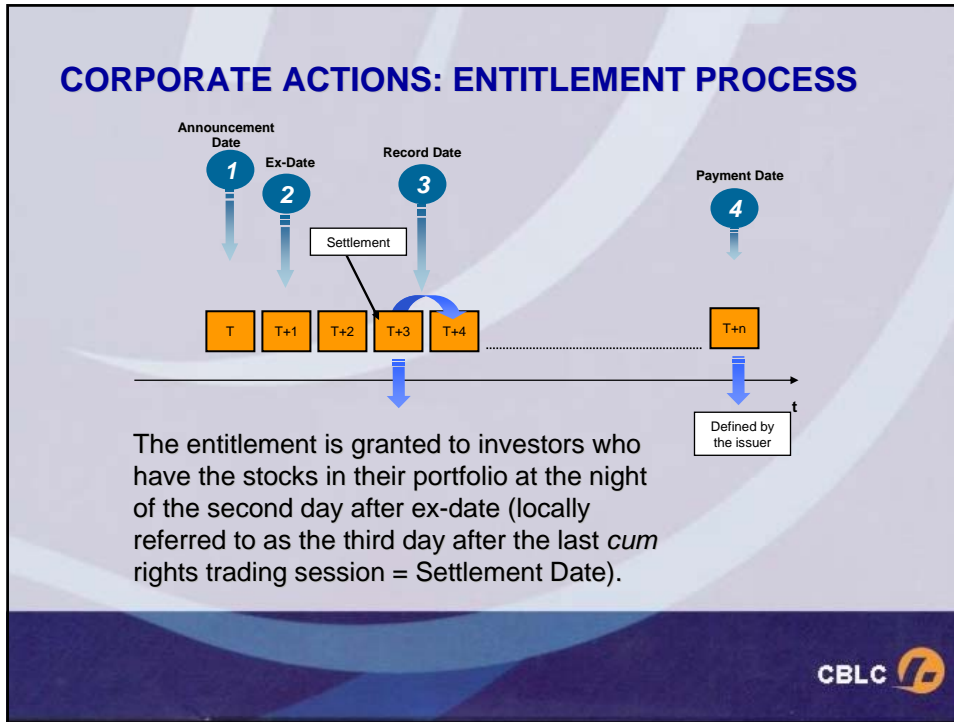 CORPORATE ACTIONS: ENTITLEMENT PROCESS
Announcement
Date
1
Ex-Date
2
Record Date
3
Payment Date
4
Settlement
T
T+1
T+2
T+3
T+4
T+n
t
Defined by
the issuer
The entitlement is granted to investors who
have the stocks in their portfolio at the night
of the second day after ex-date (locally
referred to as the third day after the last cum
rights trading session = Settlement Date).
CBLC